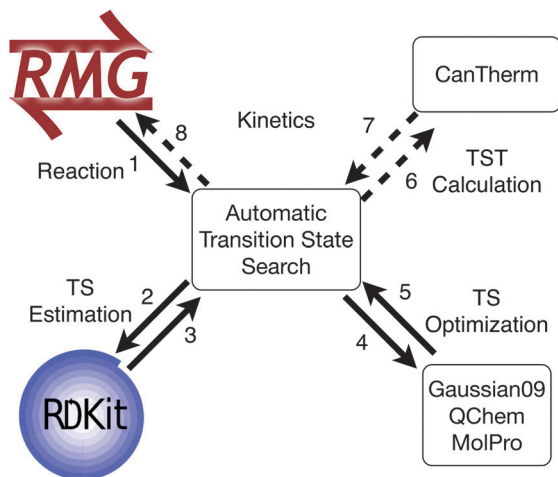 RMG
CanTherm
Kinetics
8
7
Reaction
1
6
TST
Calculation
Automatic
Transition State
Search
TS
Estimation
2
3
5
4
TS
Optimization
RDKit
Gaussian09
QChem
MolPro